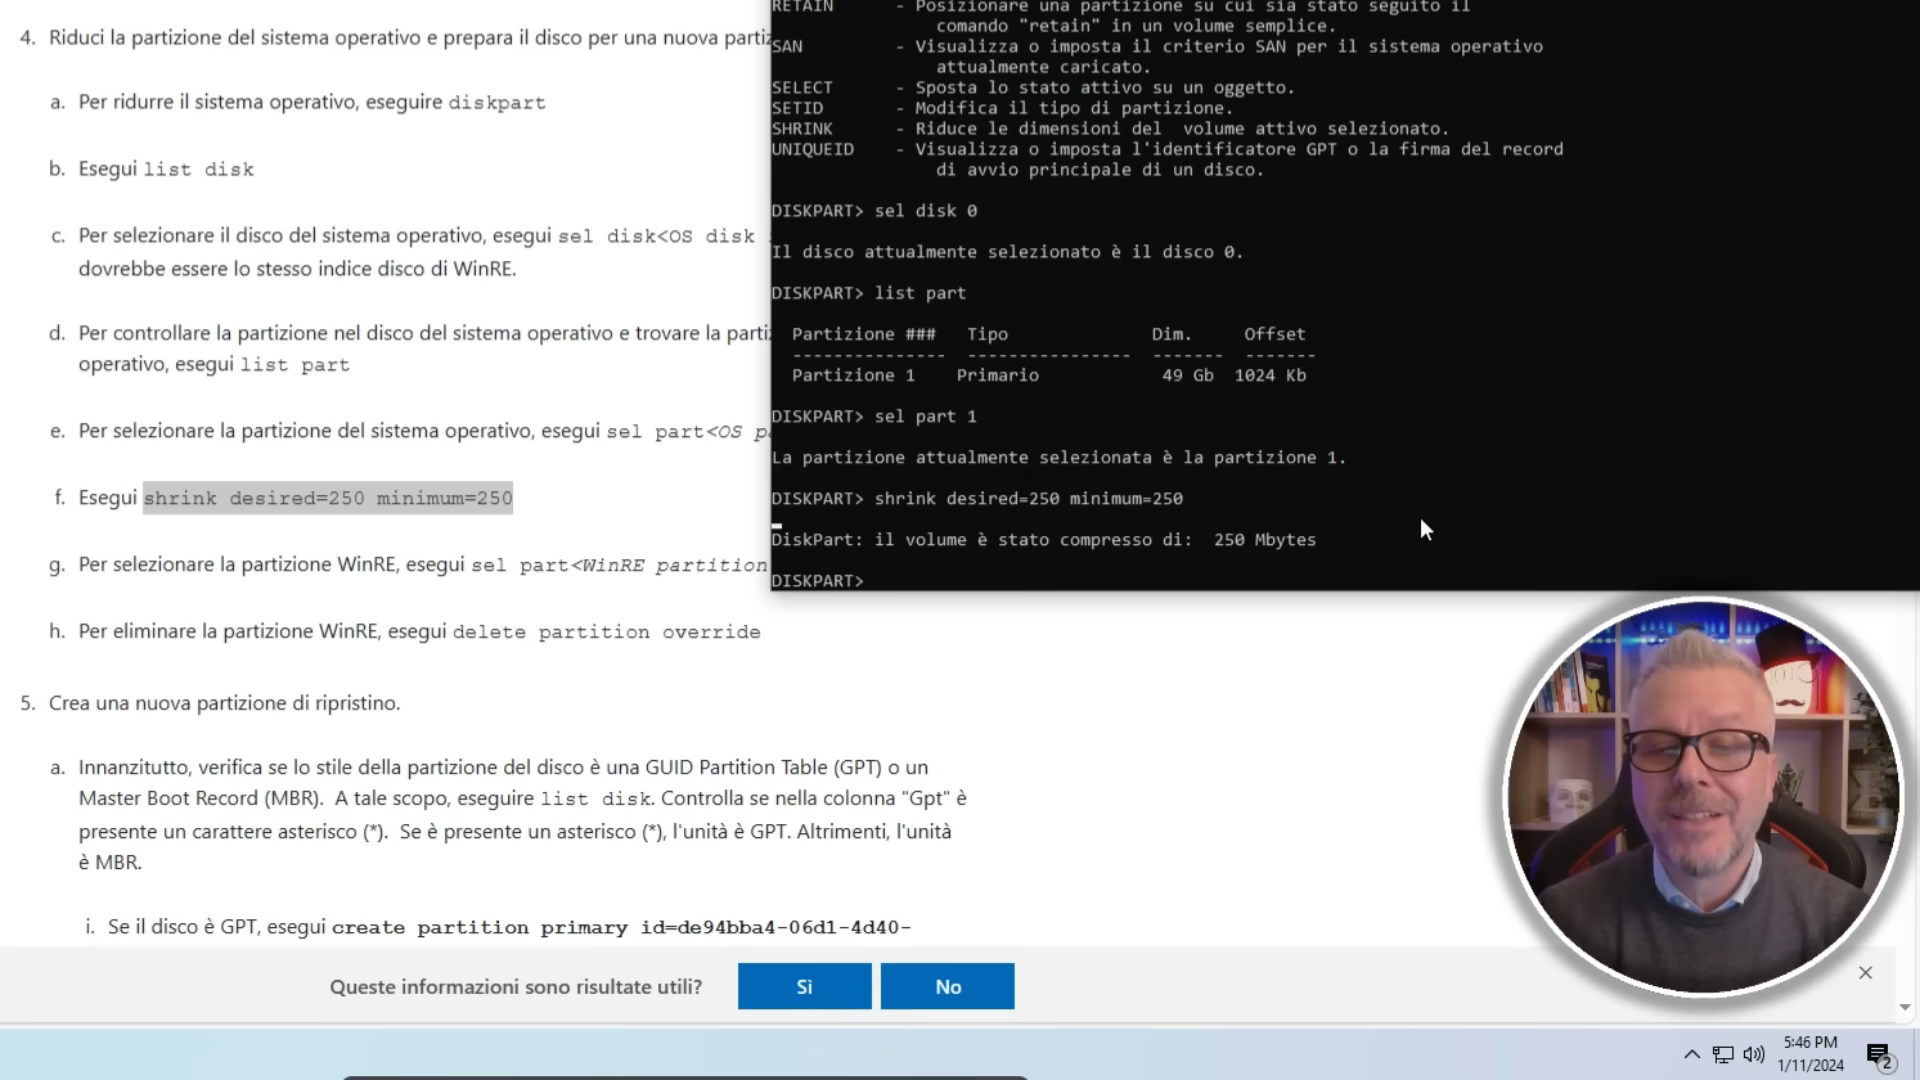 4. Riduci la partizione del sistema operativo e prepara il disco per una nuova parti
a. Per ridurre il sistema operativo, eseguire diskpart
b. Esegui list disk
c. Per selezionare il disco del sistema operativo, esegui sel disk<OS disk
dovrebbe essere lo stesso indice disco di WinRE.
d. Per controllare la partizione nel disco del sistema operativo e trovare la parti
operativo, esegui list part
e. Per selezionare la partizione del sistema operativo, esegui sel part<OS pa
f. Esegui shrink desired=250 minimum=250
g. Per selezionare la partizione WinRE, esegui sel part<WinRE partition
h. Per eliminare la partizione WinRE, esegui delete partition override
5. Crea una nuova partizione di ripristino.
a. Innanzitutto, verifica se lo stile della partizione del disco è una GUID Partition Table (GPT) o un
Master Boot Record (MBR). A tale scopo, eseguire list disk. Controlla se nella colonna "Gpt" è
presente un carattere asterisco (*). Se è presente un asterisco (*), l'unità è GPT. Altrimenti, l'unità
è MBR.
i. Se il disco è GPT, esegui create partition primary id=de94bba4-06d1-4d40-
Queste informazioni sono risultate utili? Sì No
RETAIN - Posizionare una partizione su cui sia stato seguito il
comando "retain" in un volume semplice.
SAN - Visualizza o imposta il criterio SAN per il sistema operativo
attualmente caricato.
SELECT - Sposta lo stato attivo su un oggetto.
SETID - Modifica il tipo di partizione.
SHRINK - Riduce le dimensioni del volume attivo selezionato.
UNIQUEID - Visualizza o imposta l'identificatore GPT o la firma del record
di avvio principale di un disco.
DISKPART> sel disk 0
Il disco attualmente selezionato è il disco 0.
DISKPART> list part
Partizione ### Tipo Dim. Offset
--------------- ---------------- ------- -------
Partizione 1 Primario 49 Gb 1024 Kb
DISKPART> sel part 1
La partizione attualmente selezionata è la partizione 1.
DISKPART> shrink desired=250 minimum=250
DiskPart: il volume è stato compresso di: 250 Mbytes
DISKPART>
5:46 PM
1/11/2024
2